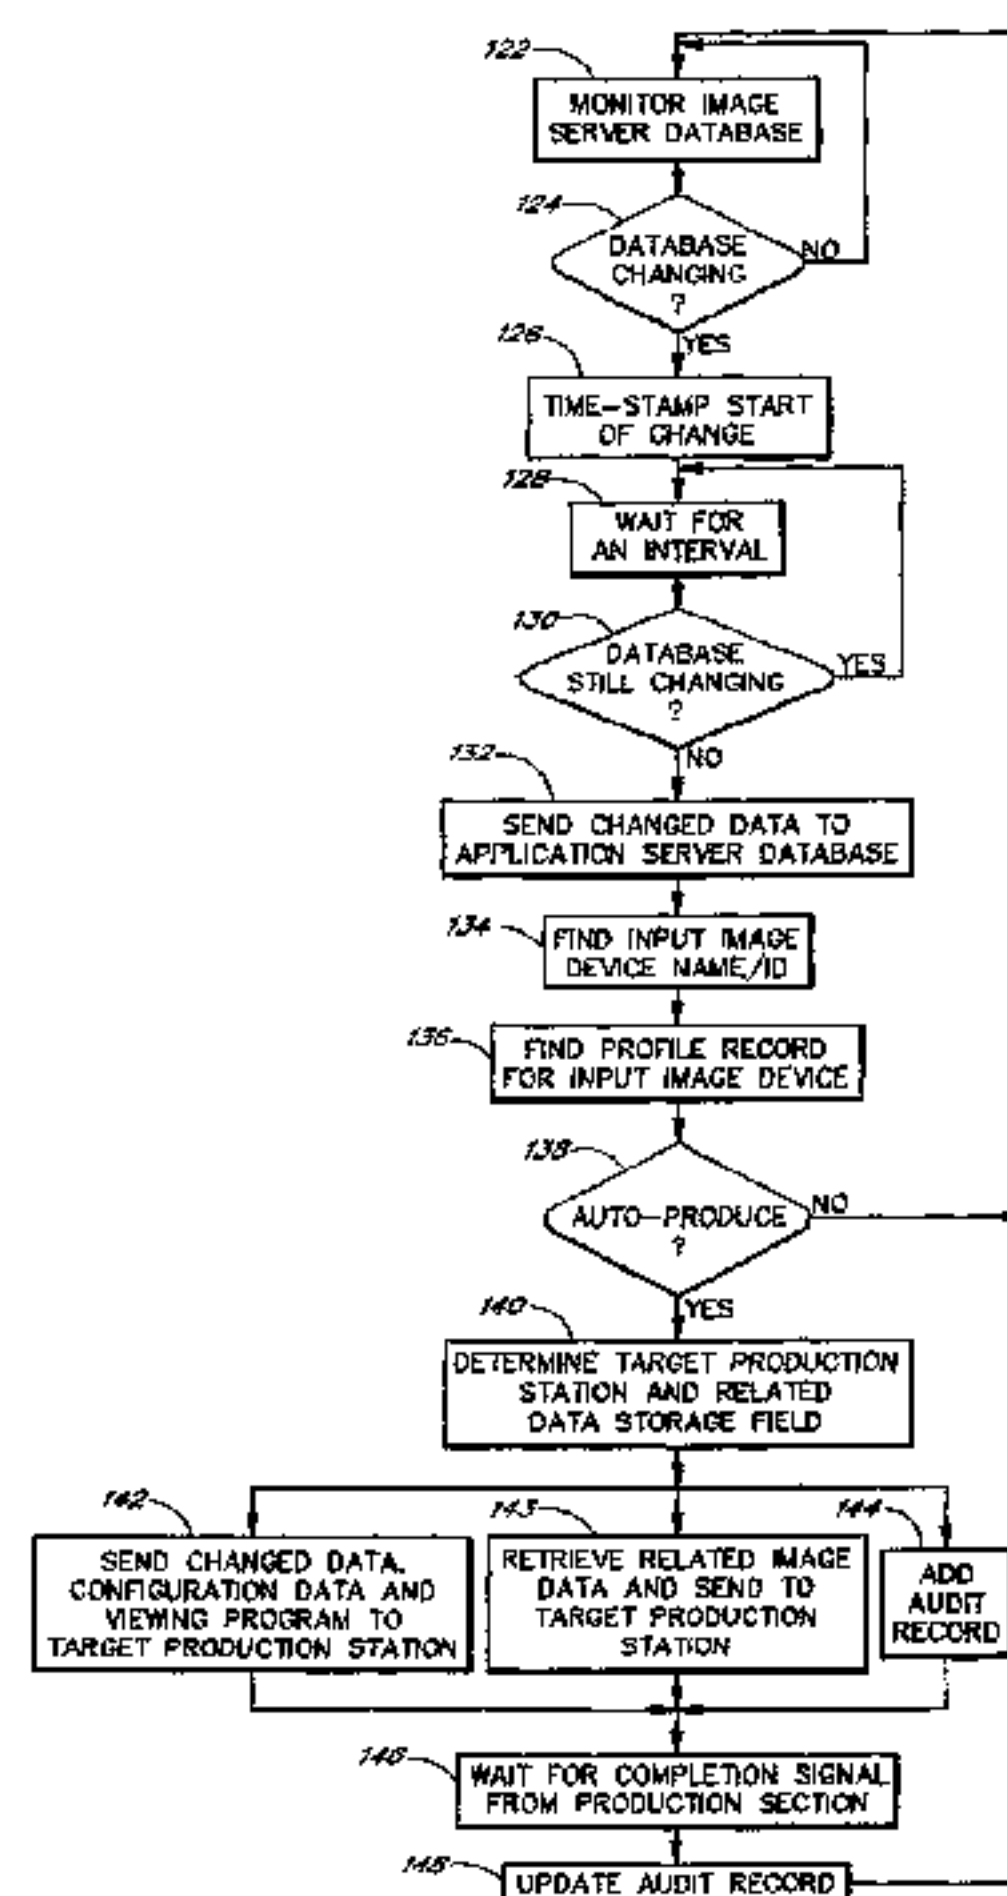 122
MONITOR IMAGE
SERVER DATABASE
124
DATABASE
CHANGING
?
NO
YES
126
TIME-STAMP START
OF CHANGE
128
WAIT FOR
AN INTERVAL
130
DATABASE
STILL CHANGING
?
YES
NO
132
SEND CHANGED DATA TO
APPLICATION SERVER DATABASE
134
FIND INPUT IMAGE
DEVICE NAME/ID
136
FIND PROFILE RECORD
FOR INPUT IMAGE DEVICE
138
AUTO-PRODUCE
?
NO
YES
140
DETERMINE TARGET PRODUCTION
STATION AND RELATED
DATA STORAGE FIELD
142
SEND CHANGED DATA,
CONFIGURATION DATA AND
VIEWING PROGRAM TO
TARGET PRODUCTION STATION
143
RETRIEVE RELATED IMAGE
DATA AND SEND TO
TARGET PRODUCTION
STATION
144
ADD
AUDIT
RECORD
146
WAIT FOR COMPLETION SIGNAL
FROM PRODUCTION SECTION
148
UPDATE AUDIT RECORD